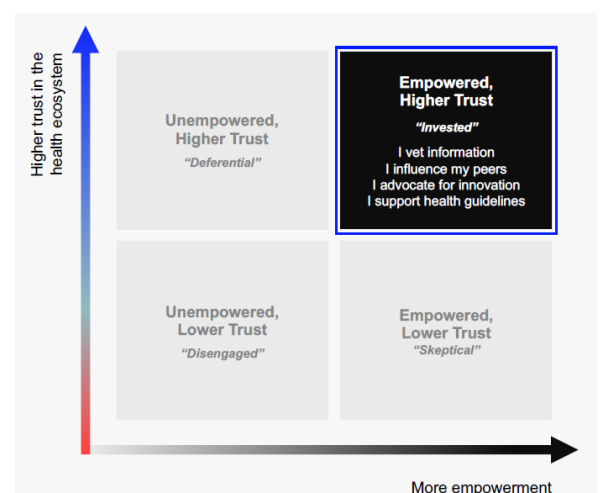 Higher trust in the
health ecosystem
Unempowered,
Higher Trust
“Deferential”
Empowered,
Higher Trust
“Invested”
I vet information
I influence my peers
I advocate for innovation
I support health guidelines
Unempowered,
Lower Trust
“Disengaged”
Empowered,
Lower Trust
“Skeptical”
More empowerment